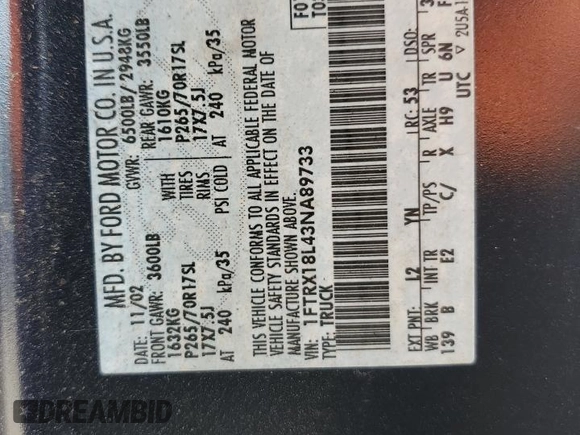 MFD. BY FORD MOTOR CO. IN U.S.A.
DATE: 11/02 GVWR: 6500LB/ 2948KG
FRONT GAWR: 3600LB REAR GAWR: 3550LB
1632KG WITH 1610KG
P265/70R17SL TIRES P265/70R17SL
17X7.5J RIMS 17X7.5J
AT 240 kPa/35 PSI COLD AT 240 kPa/35
THIS VEHICLE CONFORMS TO ALL APPLICABLE FEDERAL MOTOR
VEHICLE SAFETY STANDARDS IN EFFECT ON THE DATE OF
MANUFACTURE SHOWN ABOVE.
VIN: 1FTRX18L43NA89733
TYPE: TRUCK
EXT PNT: L2 YN RC: 53 DSO:
WB BRK INT TR TP/PS R AXLE TR SPR
139 B E2 C/ X H9 U 6N
UTC
DREAMBID